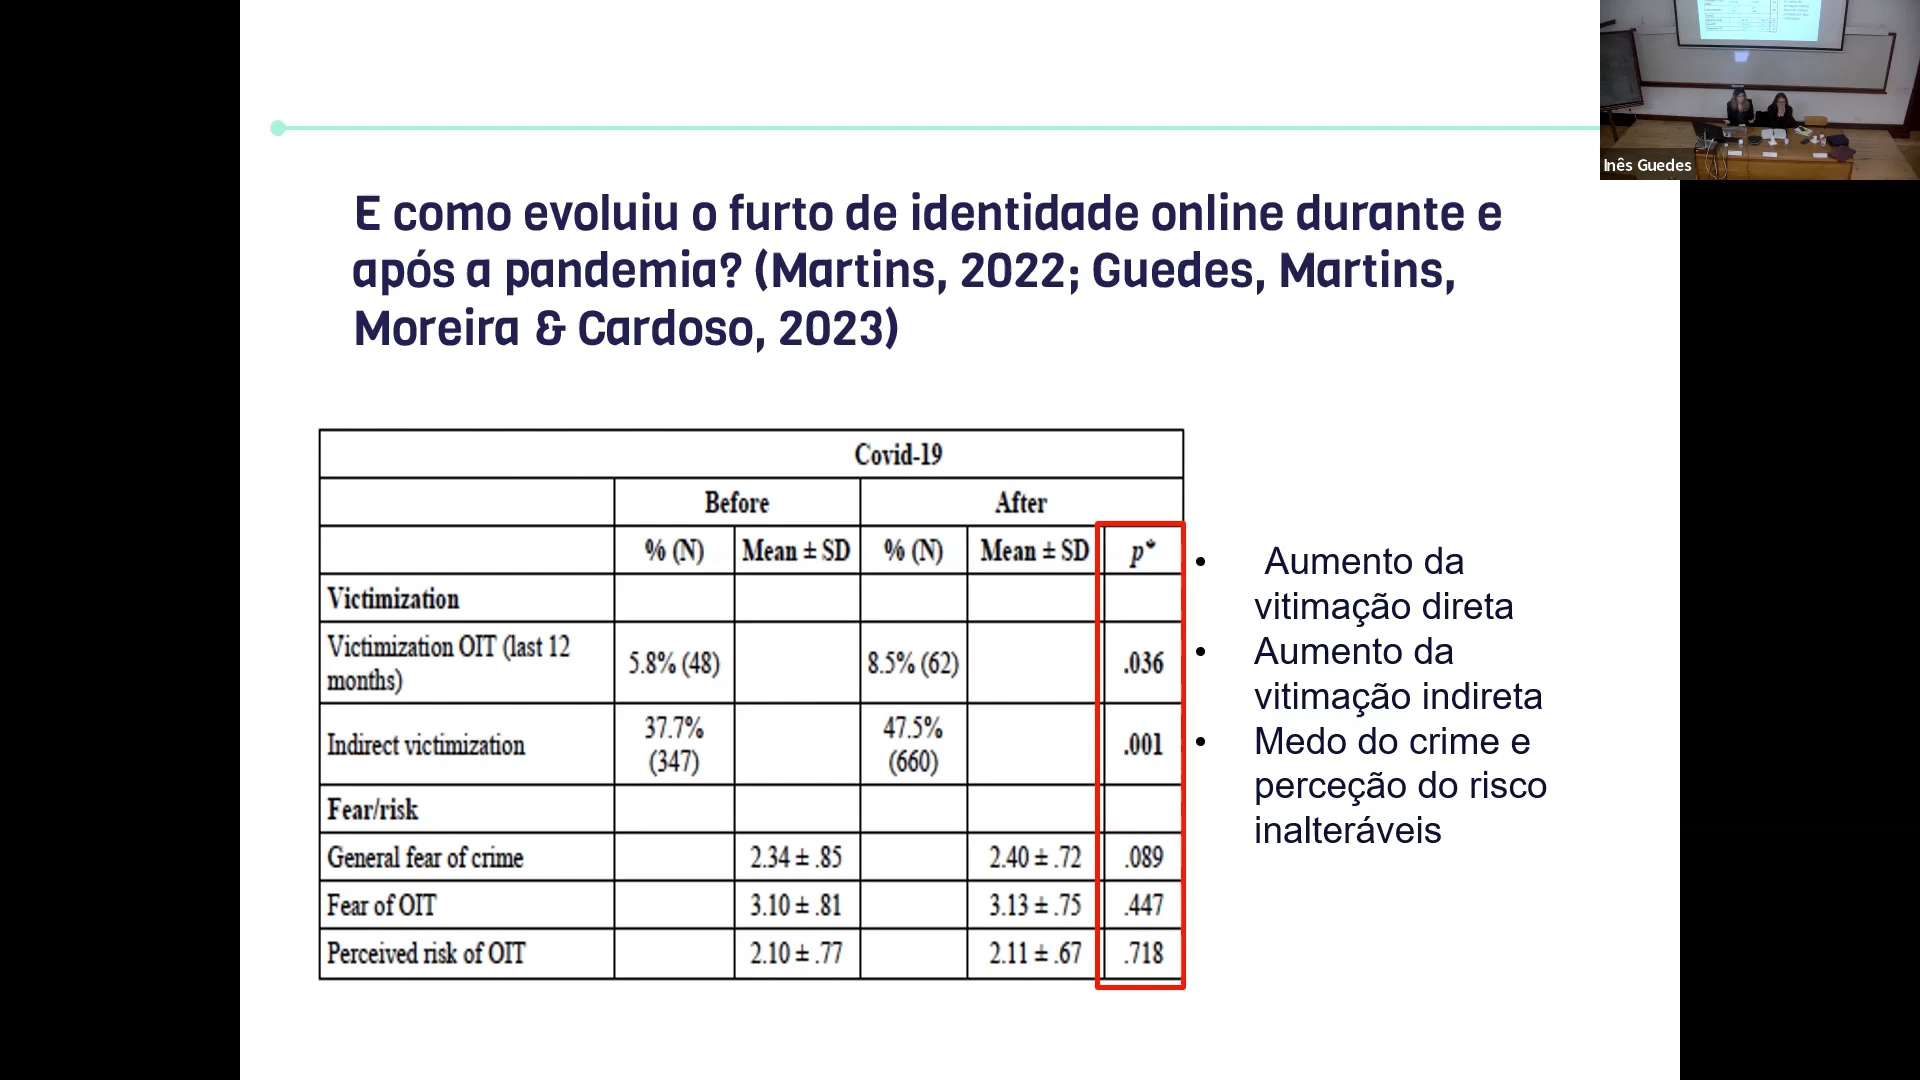 Inês Guedes
E como evoluiu o furto de identidade online durante e
após a pandemia? (Martins, 2022; Guedes, Martins,
Moreira & Cardoso, 2023)
Covid-19
Before After
% (N) Mean ± SD % (N) Mean ± SD p*
Victimization
Victimization OIT (last 12
months) 5.8% (48) 8.5% (62) .036
Indirect victimization 37.7%
(347) 47.5%
(660) .001
Fear/risk
General fear of crime 2.34 ± .85 2.40 ± .72 .089
Fear of OIT 3.10 ± .81 3.13 ± .75 .447
Perceived risk of OIT 2.10 ± .77 2.11 ± .67 .718
• Aumento da
vitimação direta
• Aumento da
vitimação indireta
• Medo do crime e
perceção do risco
inalteráveis